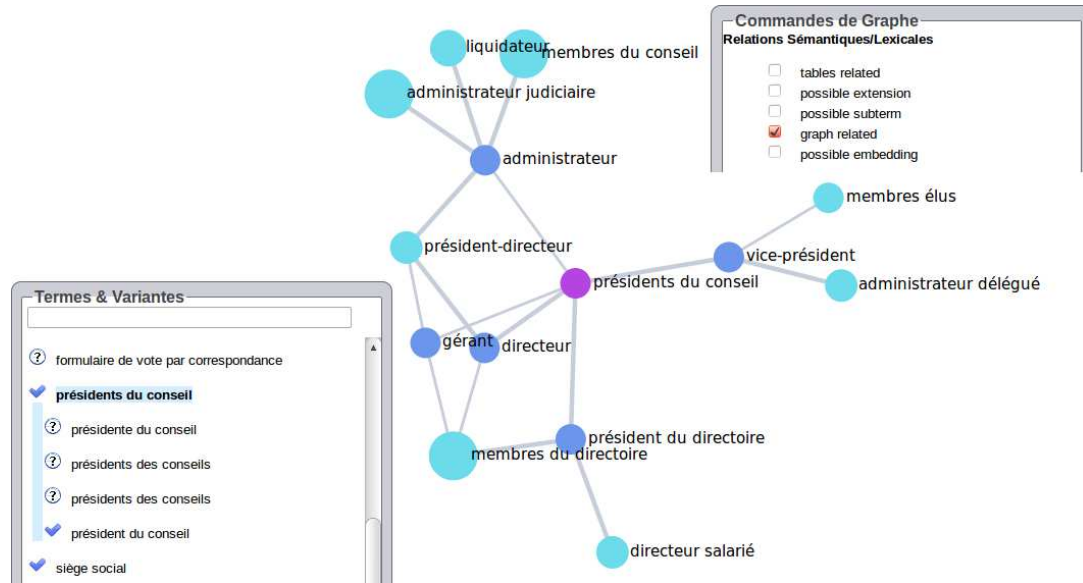 liquidateur
membres du conseil
administrateur judiciaire
administrateur
président-directeur
présidents du conseil
vice-président
membres élus
administrateur délégué
gérant
directeur
président du directoire
membres du directoire
directeur salarié
Commandes de Graphe
Relations Sémantiques/Lexicales
tables related
possible extension
possible subterm
graph related
possible embedding
Termes & Variantes
formulaire de vote par correspondance
présidents du conseil
présidente du conseil
présidents des conseils
présidents des conseils
président du conseil
siège social